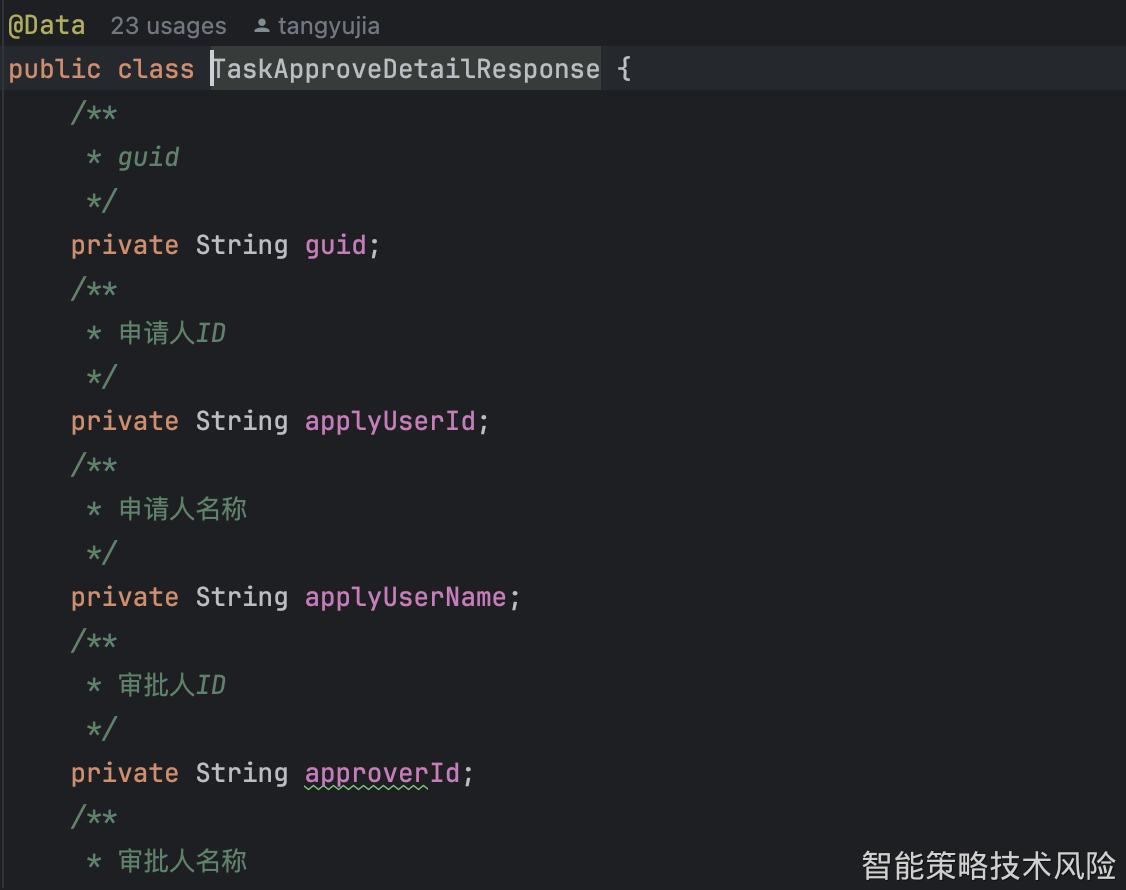 @Data 23 usages tangyujia
public class TaskApproveDetailResponse {
/**
* guid
*/
private String guid;
/**
* 申请人ID
*/
private String applyUserId;
/**
* 申请人名称
*/
private String applyUserName;
/**
* 审批人ID
*/
private String approverId;
/**
* 审批人名称
智能策略技术风险